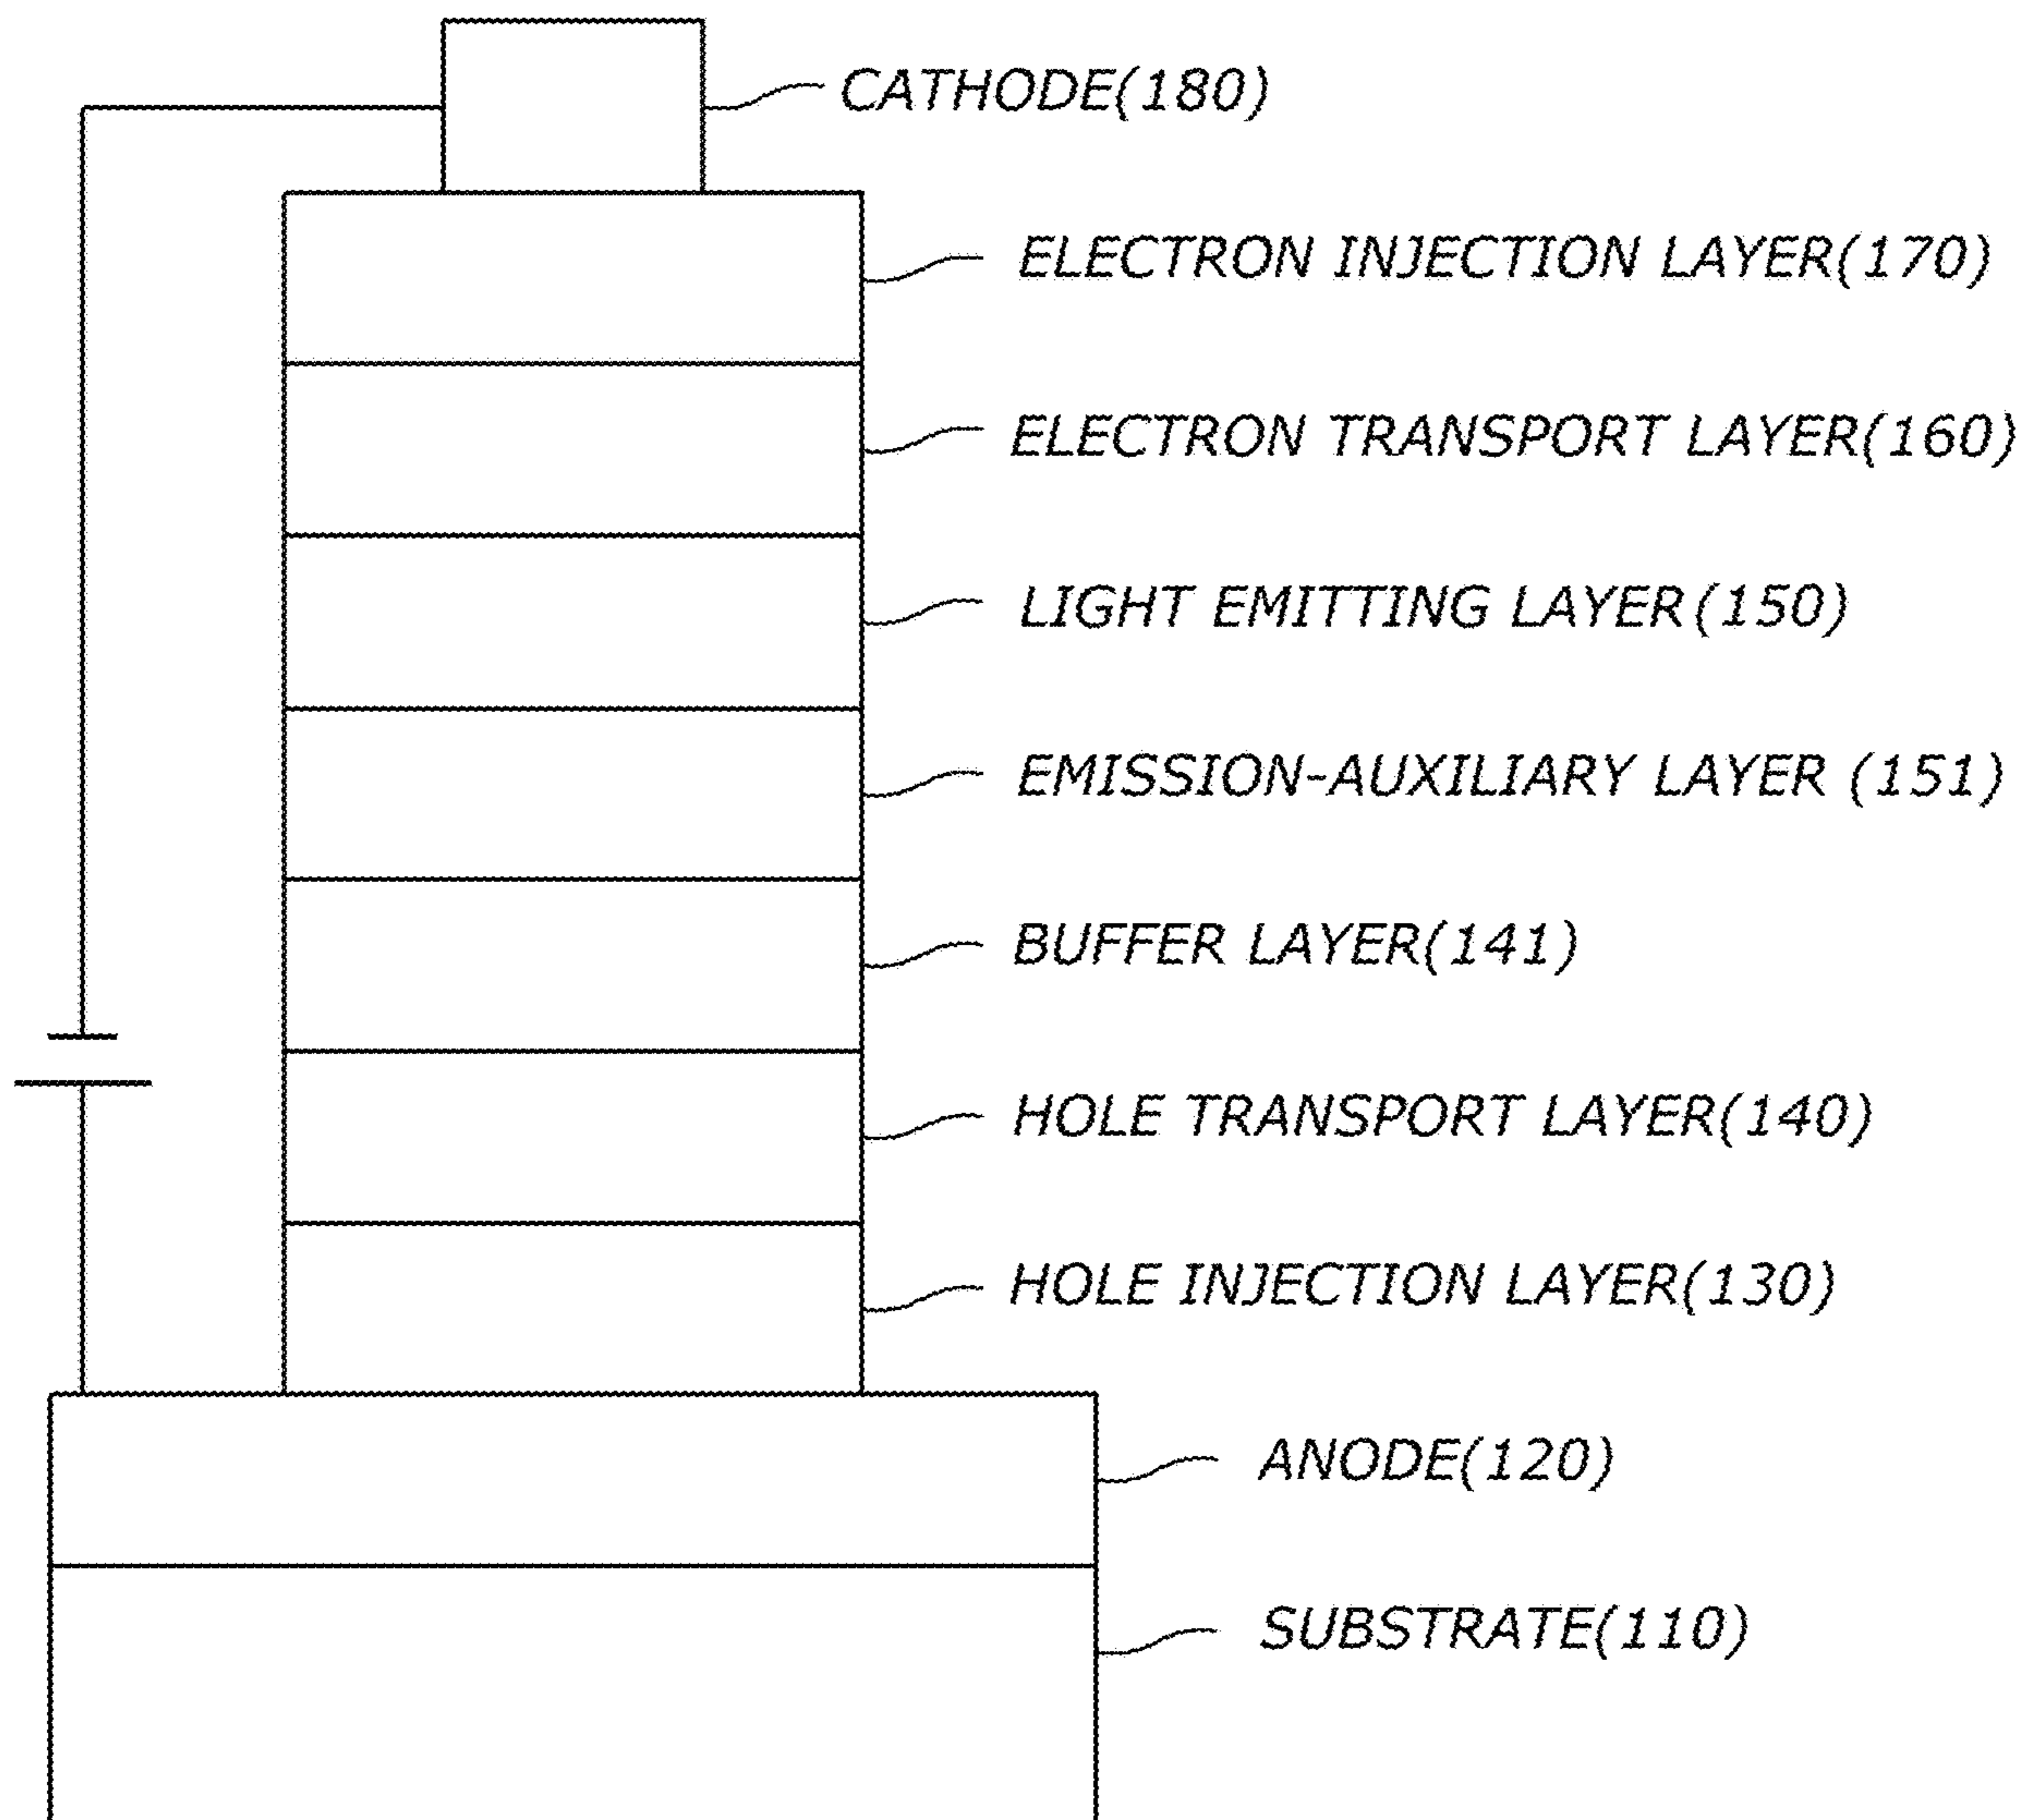 CATHODE(180)
ELECTRON INJECTION LAYER(170)
ELECTRON TRANSPORT LAYER(160)
LIGHT EMITTING LAYER(150)
EMISSION-AUXILIARY LAYER (151)
BUFFER LAYER(141)
HOLE TRANSPORT LAYER(140)
HOLE INJECTION LAYER(130)
ANODE(120)
SUBSTRATE(110)